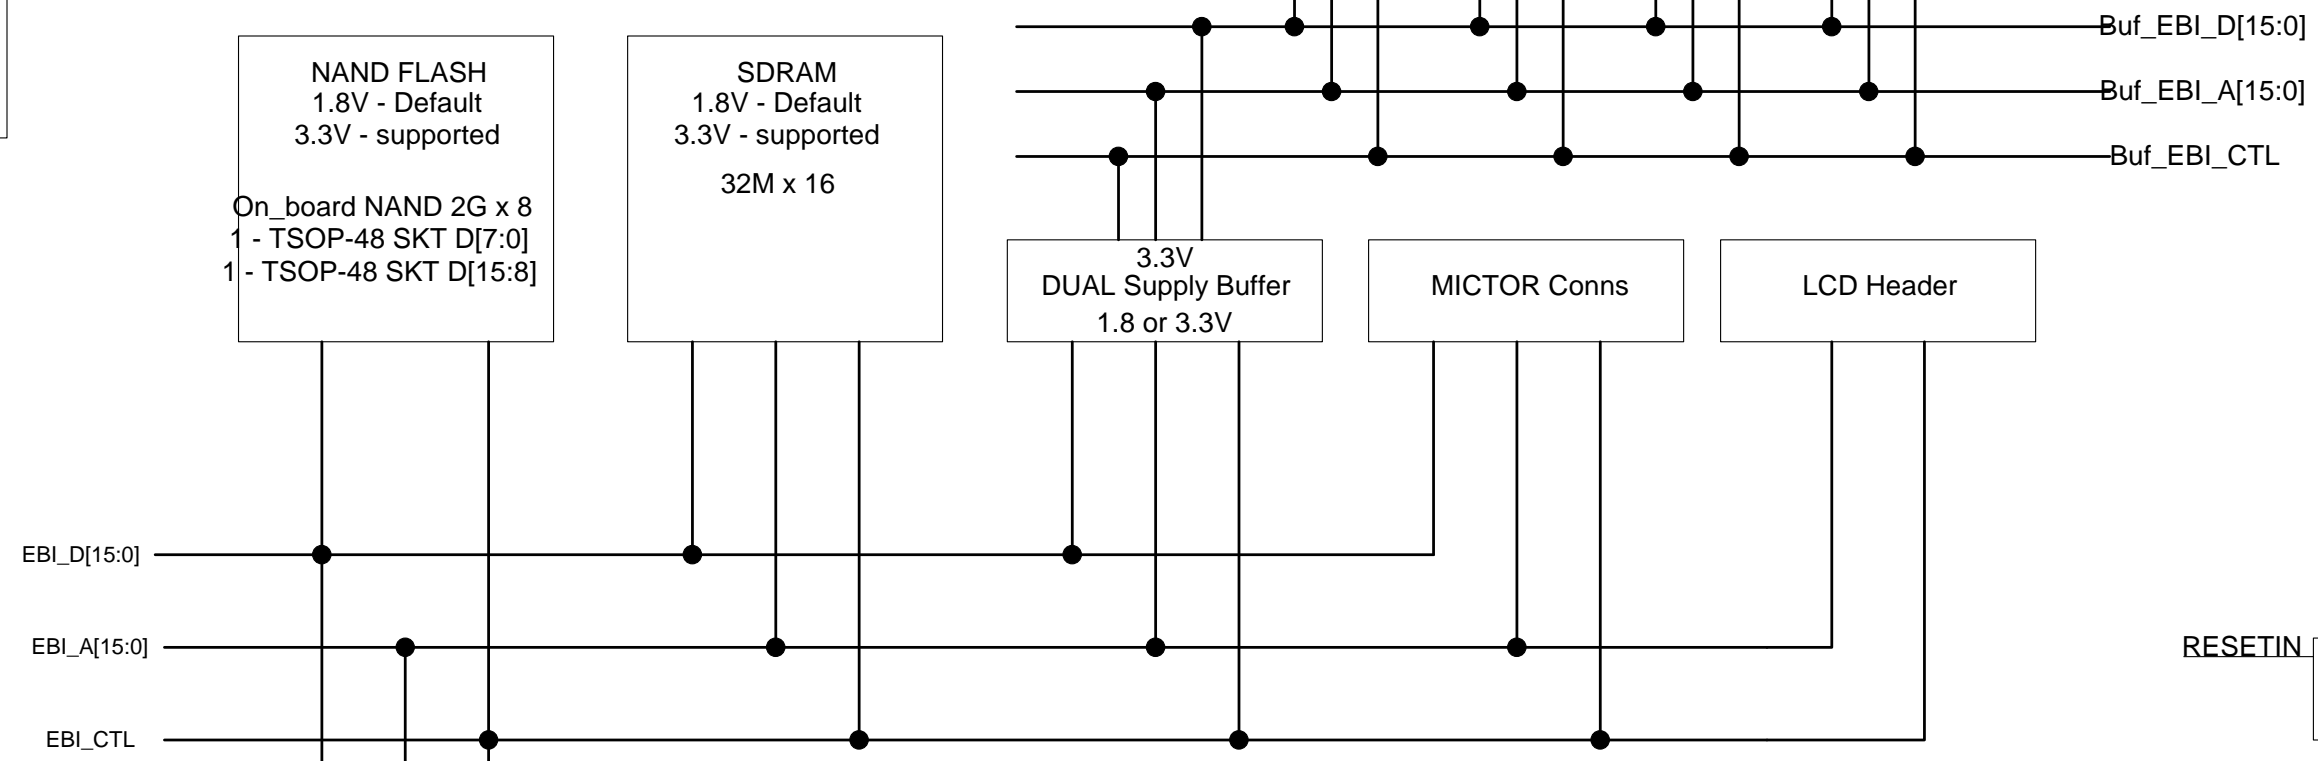 Buf_EBI_D[15:0]
Buf_EBI_A[15:0]
Buf_EBI_CTL
NAND FLASH
1.8V - Default
3.3V - supported
On_board NAND 2G x 8
1 - TSOP-48 SKT D[7:0]
1 - TSOP-48 SKT D[15:8]
SDRAM
1.8V - Default
3.3V - supported
32M x 16
3.3V
DUAL Supply Buffer
1.8 or 3.3V
MICTOR Conns
LCD Header
EBI_D[15:0]
EBI_A[15:0]
EBI_CTL
RESETIN